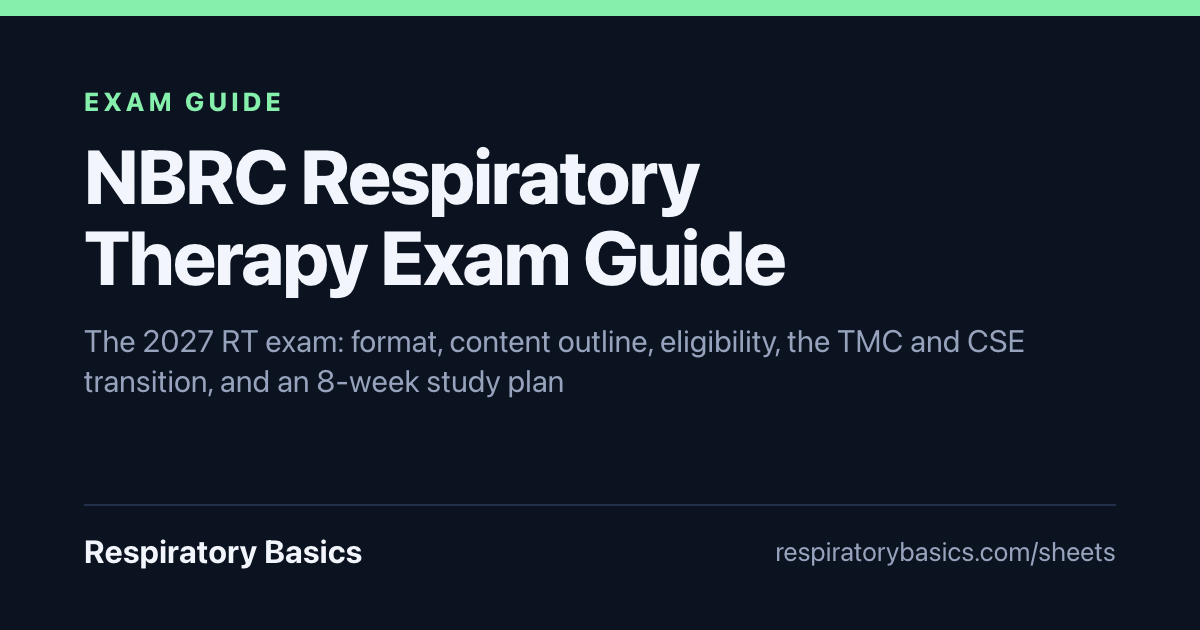 EXAM GUIDE
NBRC Respiratory
Therapy Exam Guide
The 2027 RT exam: format, content outline, eligibility, the TMC and CSE
transition, and an 8-week study plan
Respiratory Basics
respiratorybasics.com/sheets